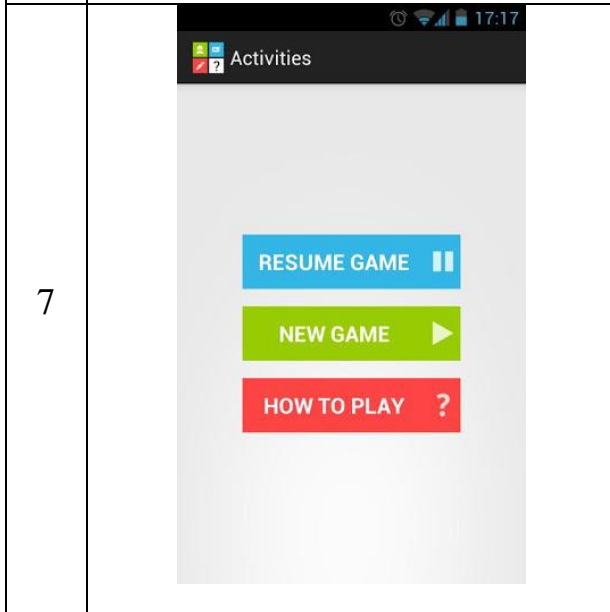 17:17
? Activities
7
RESUME GAME
NEW GAME
HOW TO PLAY ?